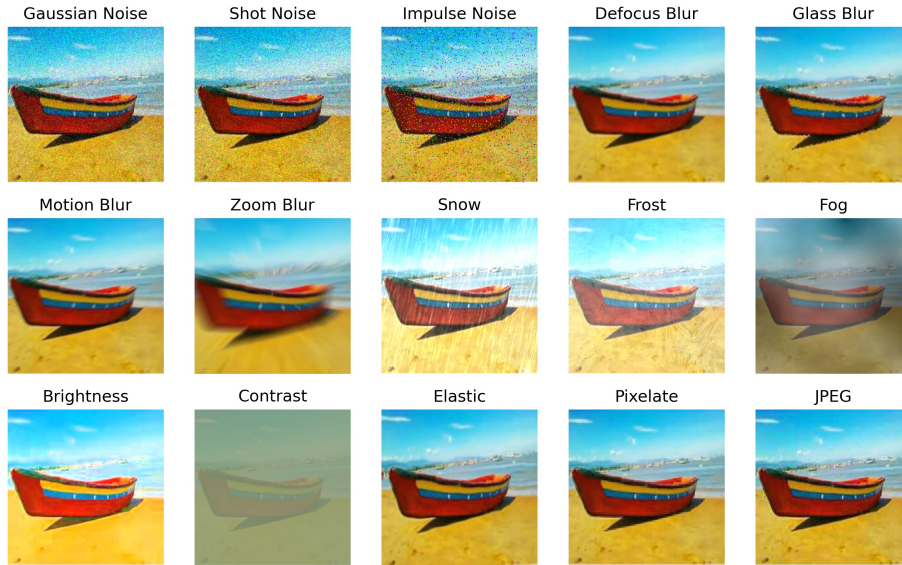 Gaussian Noise
Shot Noise
Impulse Noise
Defocus Blur
Glass Blur
Motion Blur
Zoom Blur
Snow
Frost
Fog
Brightness
Contrast
Elastic
Pixelate
JPEG